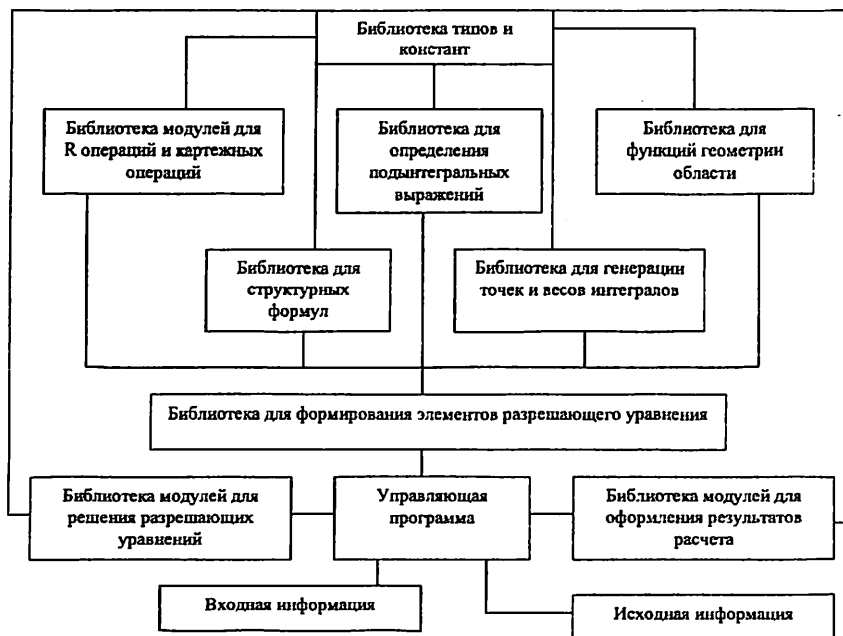 Библиотека типов и
констант
Библиотека модулей для
R операций и картежных
операций
Библиотека для
определения
подынтегральных
выражений
Библиотека для
функций геометрии
области
Библиотека для
структурных
формул
Библиотека для генерации
точек и весов интегралов
Библиотека для формирования элементов разрешающего уравнения
Библиотека модулей для
решения разрешающих
уравнений
Управляющая
программа
Библиотека модулей для
оформления результатов
расчета
Входная информация
Исходная информация